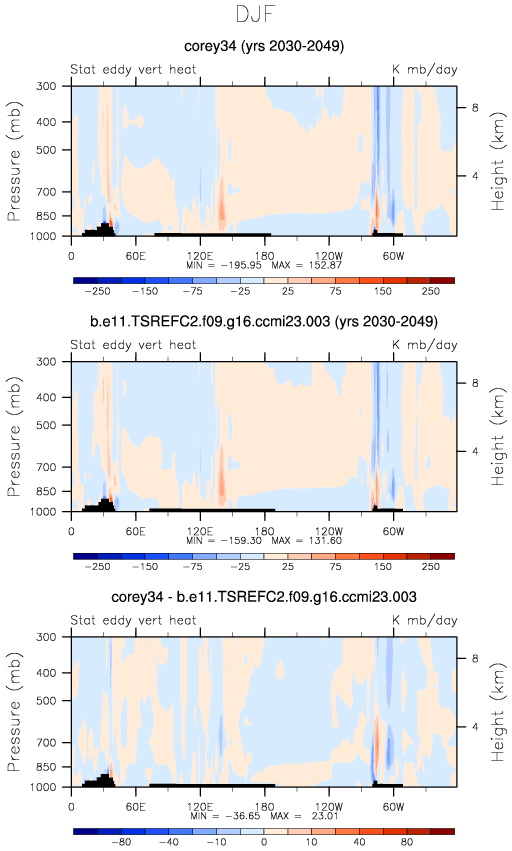 DJF
corey34 (yrs 2030-2049)
Stat eddy vert heat K mb/day
300
400
500
700
850
1000
Pressure (mb)
8
4
Height (km)
0 60E 120E 180 120W 60W
MIN = -195.95 MAX = 152.87
-250 -150 -75 -25 25 75 150 250
b.e11.TSREFC2.f09.g16.ccmi23.003 (yrs 2030-2049)
Stat eddy vert heat K mb/day
300
400
500
700
850
1000
Pressure (mb)
8
4
Height (km)
0 60E 120E 180 120W 60W
MIN = -159.30 MAX = 131.60
-250 -150 -75 -25 25 75 150 250
corey34 - b.e11.TSREFC2.f09.g16.ccmi23.003
Stat eddy vert heat K mb/day
300
400
500
700
850
1000
Pressure (mb)
8
4
Height (km)
0 60E 120E 180 120W 60W
MIN = -36.65 MAX = 23.01
-80 -40 -10 0 10 40 80